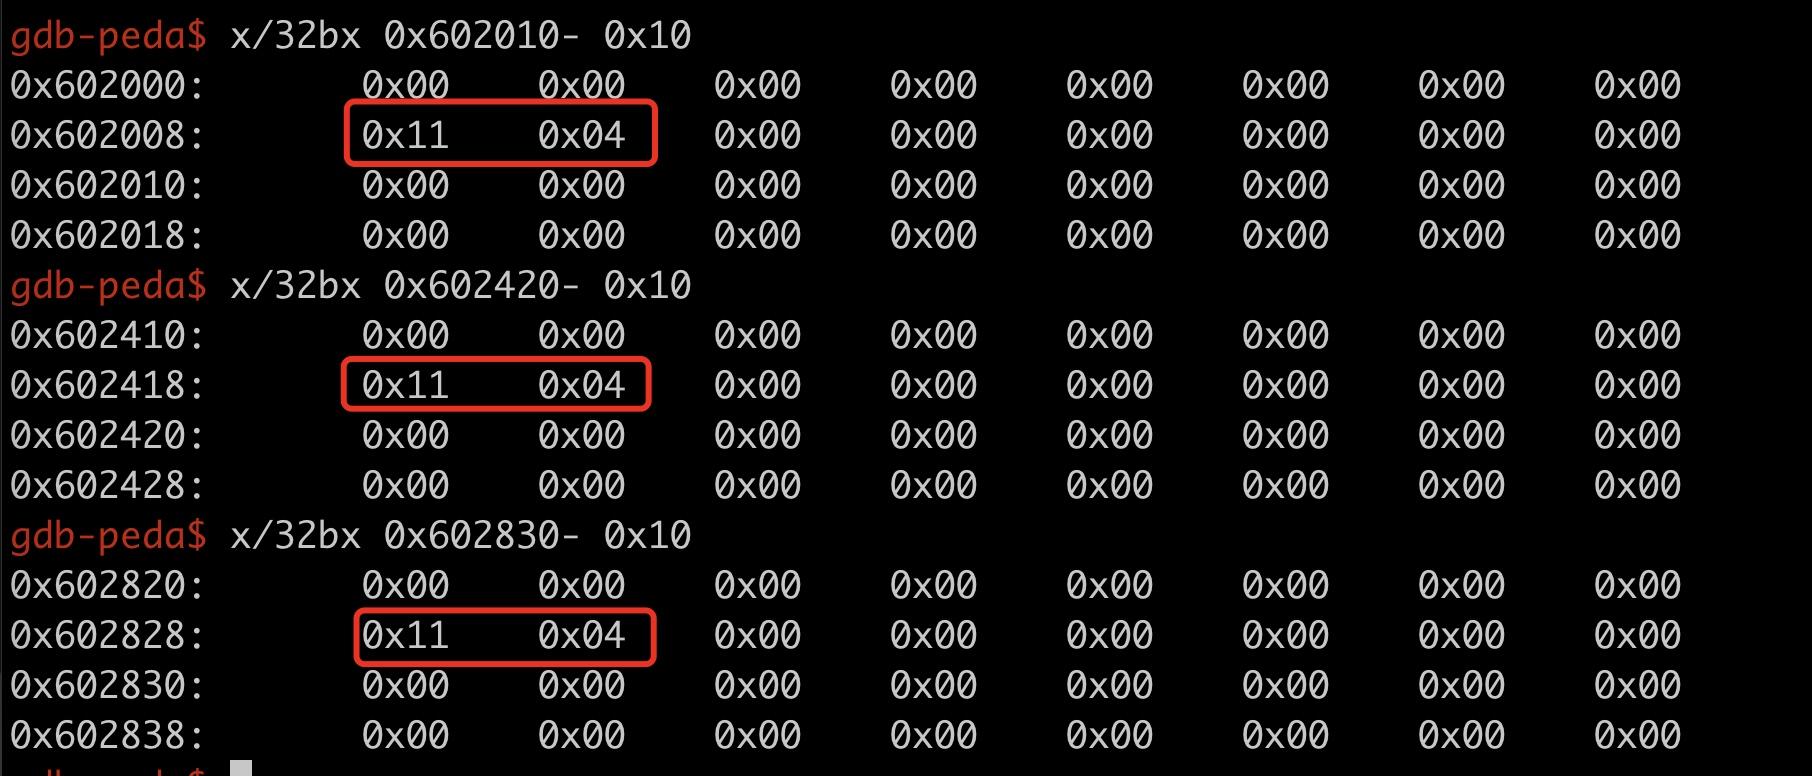 gdb-peda$ x/32bx 0x602010- 0x10
0x602000: 0x00 0x00 0x00 0x00 0x00 0x00 0x00 0x00
0x602008: 0x11 0x04 0x00 0x00 0x00 0x00 0x00 0x00
0x602010: 0x00 0x00 0x00 0x00 0x00 0x00 0x00 0x00
0x602018: 0x00 0x00 0x00 0x00 0x00 0x00 0x00 0x00
gdb-peda$ x/32bx 0x602420- 0x10
0x602410: 0x00 0x00 0x00 0x00 0x00 0x00 0x00 0x00
0x602418: 0x11 0x04 0x00 0x00 0x00 0x00 0x00 0x00
0x602420: 0x00 0x00 0x00 0x00 0x00 0x00 0x00 0x00
0x602428: 0x00 0x00 0x00 0x00 0x00 0x00 0x00 0x00
gdb-peda$ x/32bx 0x602830- 0x10
0x602820: 0x00 0x00 0x00 0x00 0x00 0x00 0x00 0x00
0x602828: 0x11 0x04 0x00 0x00 0x00 0x00 0x00 0x00
0x602830: 0x00 0x00 0x00 0x00 0x00 0x00 0x00 0x00
0x602838: 0x00 0x00 0x00 0x00 0x00 0x00 0x00 0x00
gdb-peda$